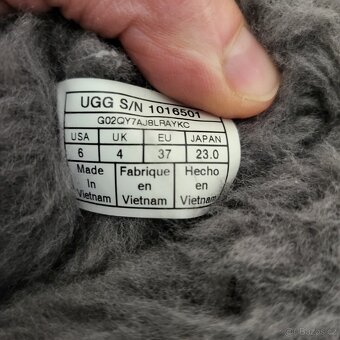 UGG S/N 1016501
G02QY7AJ9LRAYKC
USA UK EU JAPAN
6 4 37 23.0
Made in Vietnam
Fabrique en Vietnam
Hecho en Vietnam